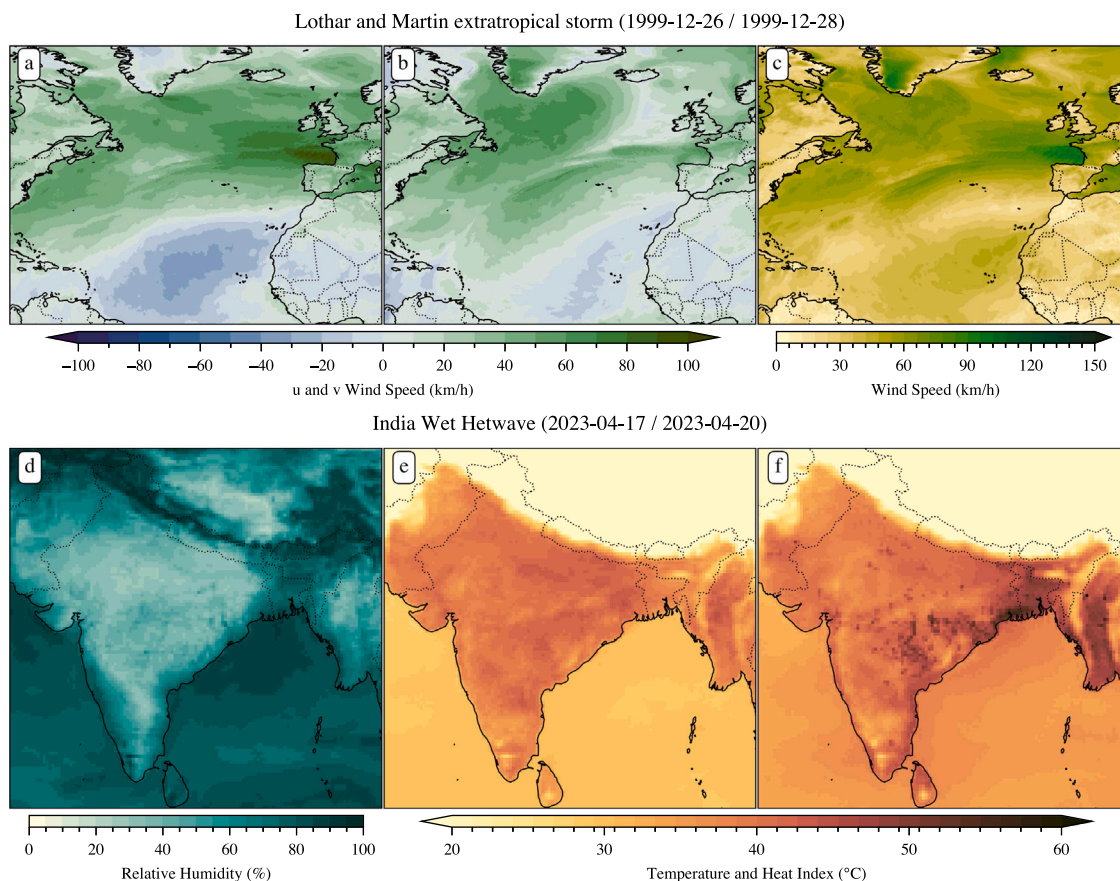 Lothar and Martin extratropical storm (1999-12-26 / 1999-12-28)
a
b
c
−100 −80 −60 −40 −20 0 20 40 60 80 100
u and v Wind Speed (km/h)
0 30 60 90 120 150
Wind Speed (km/h)
India Wet Hetwave (2023-04-17 / 2023-04-20)
d
e
f
0 20 40 60 80 100
Relative Humidity (%)
20 30 40 50 60
Temperature and Heat Index (°C)